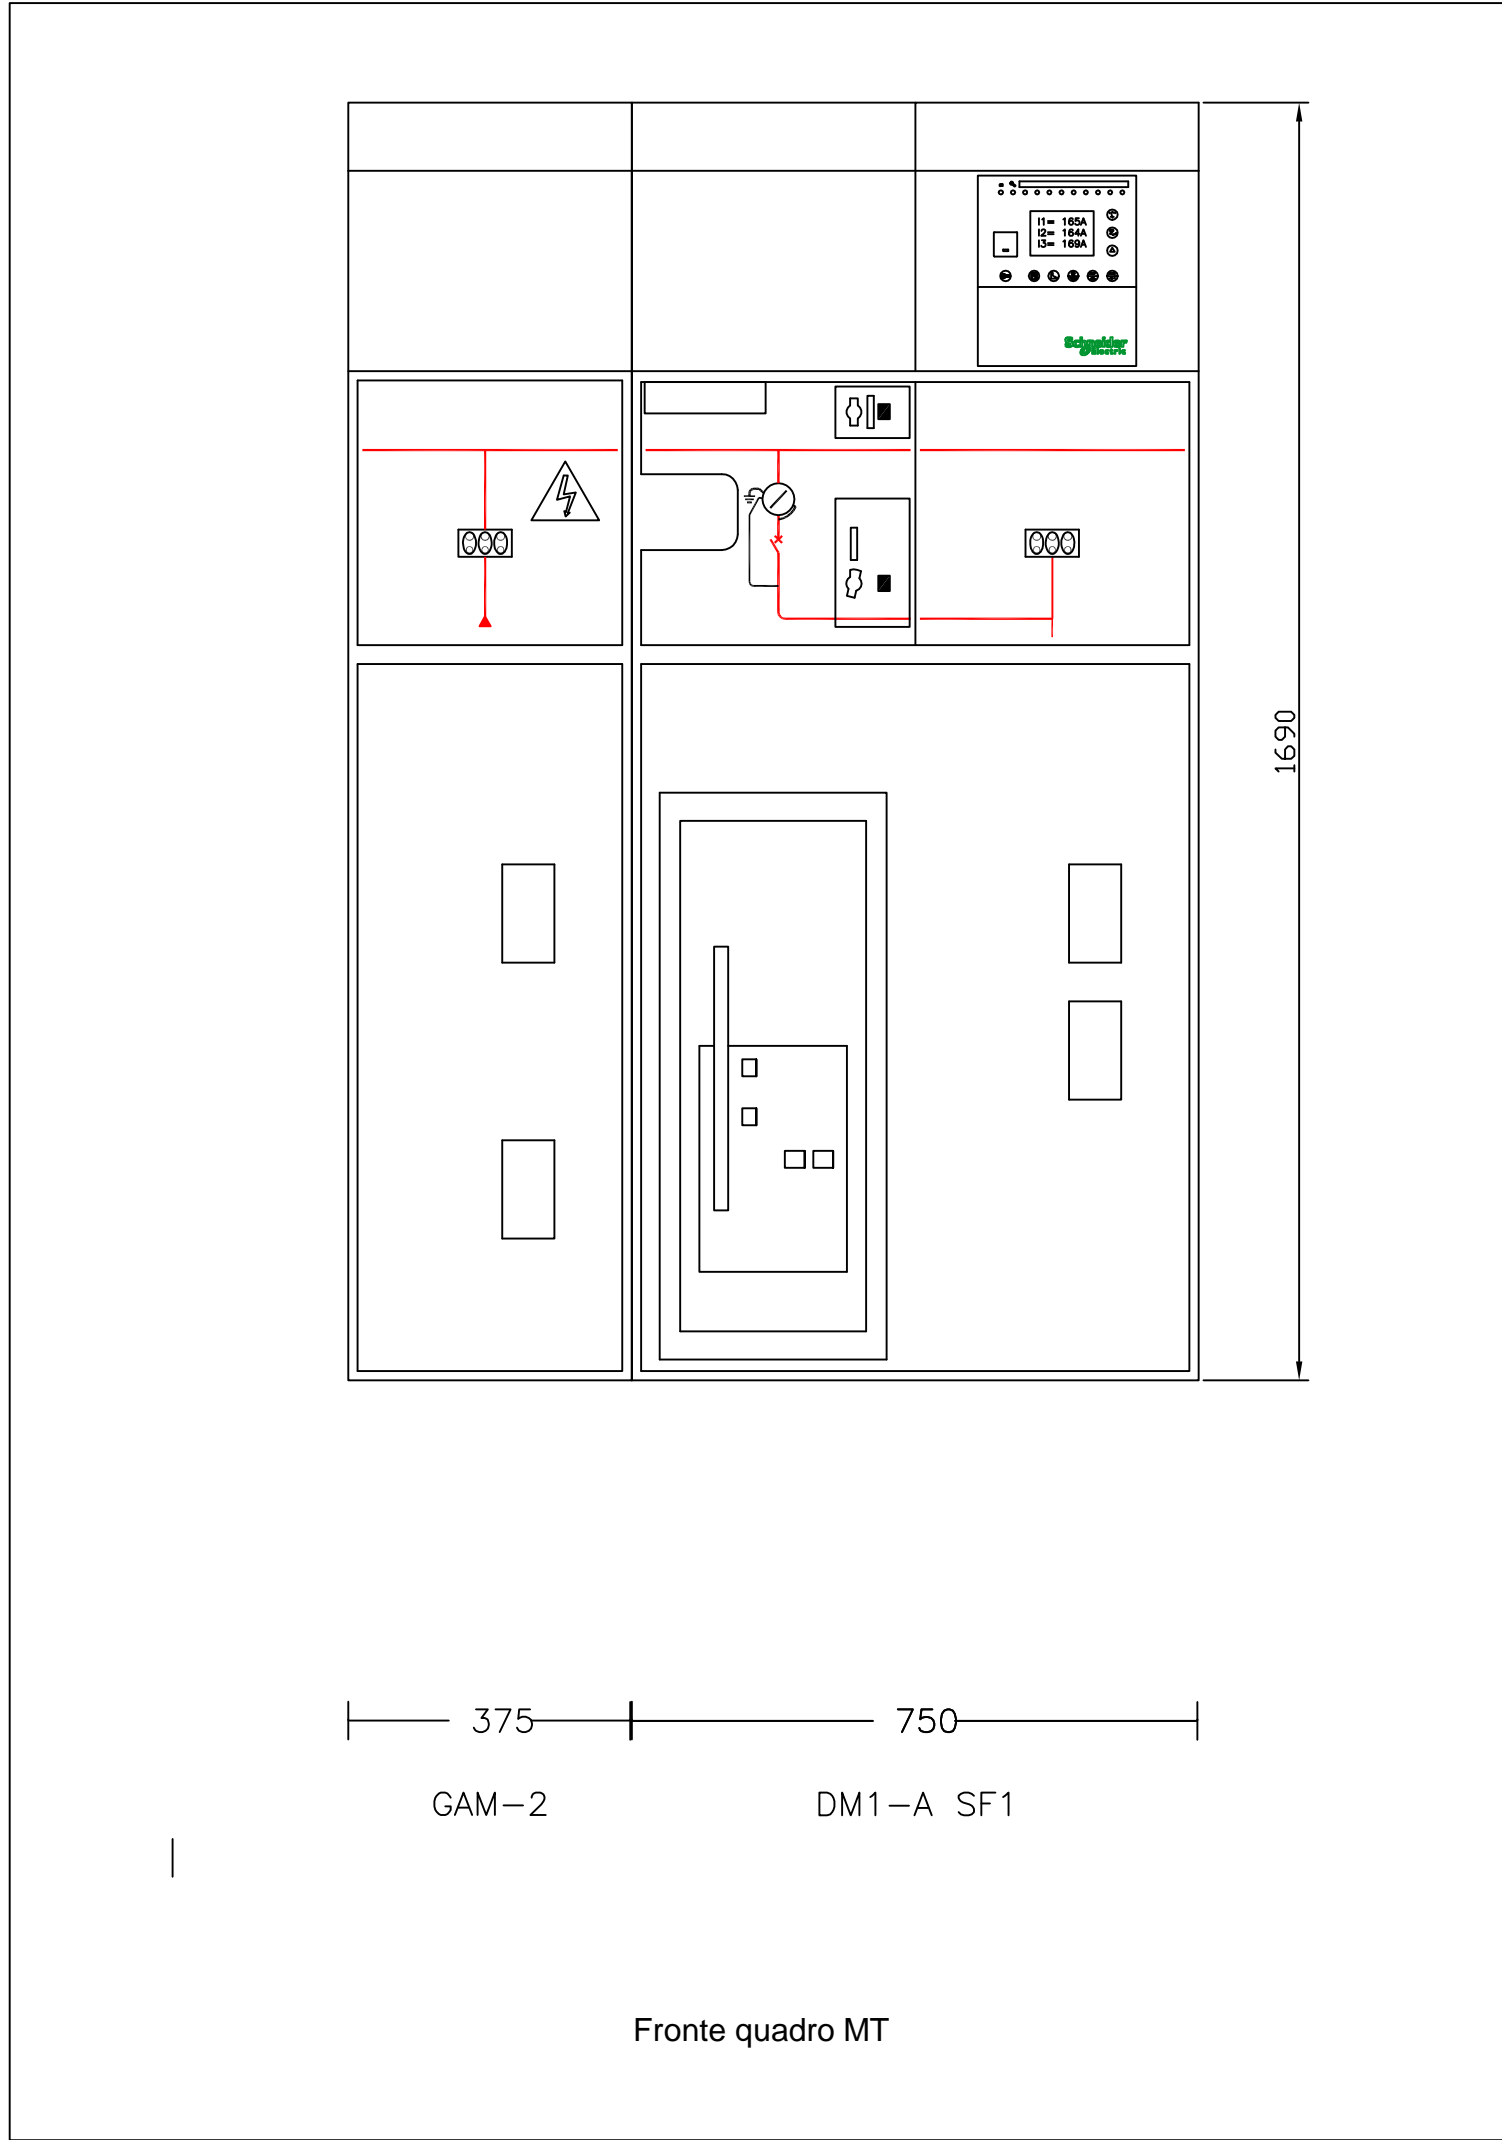 I1= 165A
I2= 164A
I3= 169A
Schneider
Electric
1690
375
750
GAM-2
DM1-A SF1
Fronte quadro MT